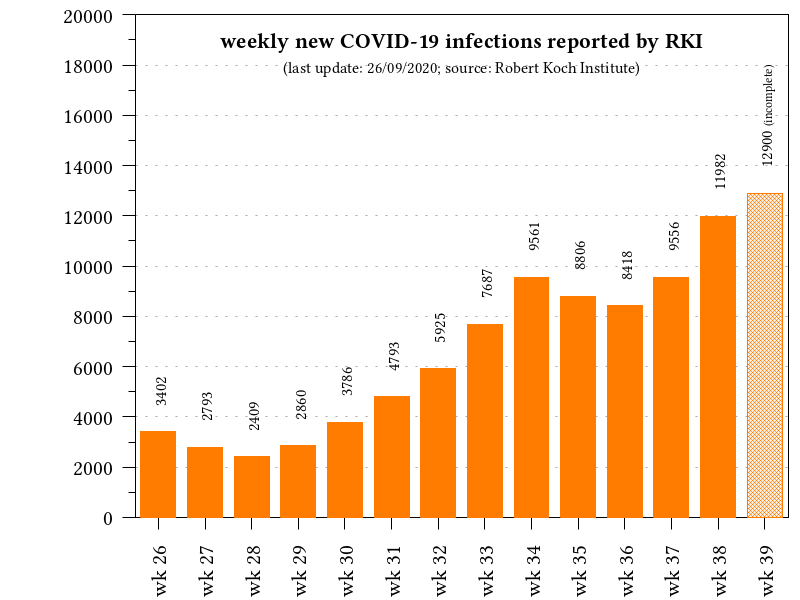 weekly new COVID-19 infections reported by RKI
(last update: 26/09/2020; source: Robert Koch Institute)
20000
18000
16000
14000
12000
10000
8000
6000
4000
2000
0
3402
2793
2409
2860
3786
4793
5925
7687
9561
8806
8418
9556
11982
12900 (incomplete)
wk 26
wk 27
wk 28
wk 29
wk 30
wk 31
wk 32
wk 33
wk 34
wk 35
wk 36
wk 37
wk 38
wk 39